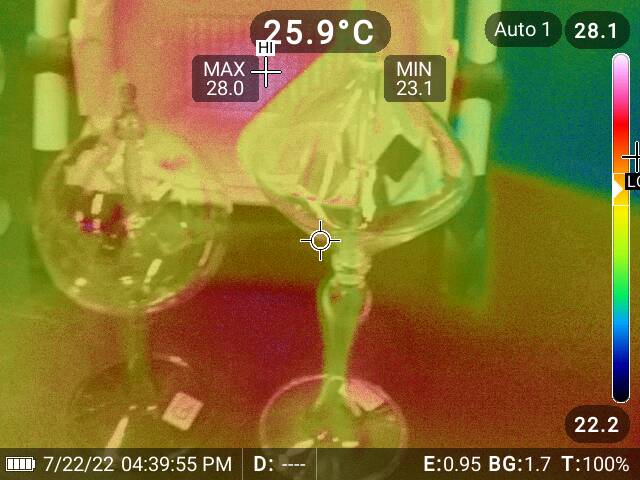 25.9°C
Auto 1
28.1
HI
MAX
28.0
MIN
23.1
LO
22.2
7/22/22 04:39:55 PM
D: ----
E:0.95 BG:1.7 T:100%